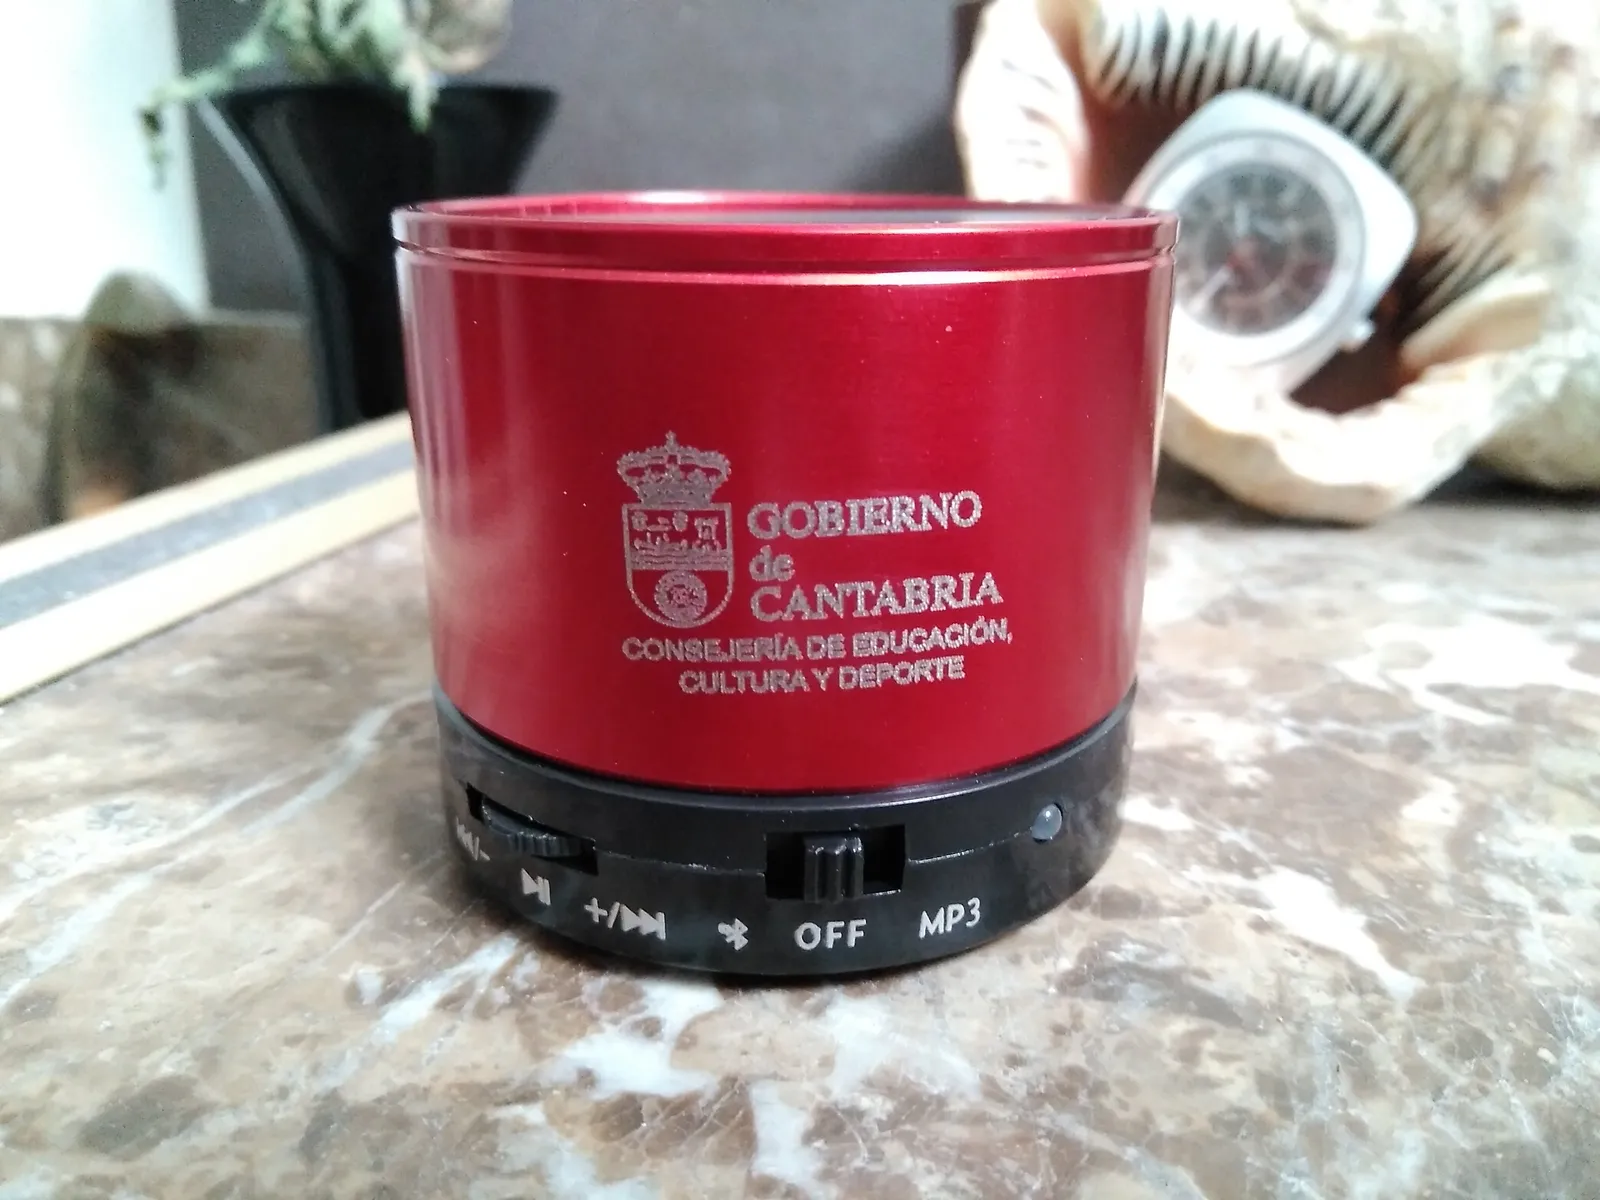 GOBIERNO
de
CANTABRIA
CONSEJERÍA DE EDUCACIÓN,
CULTURA Y DEPORTE
-
+/
OFF MP3